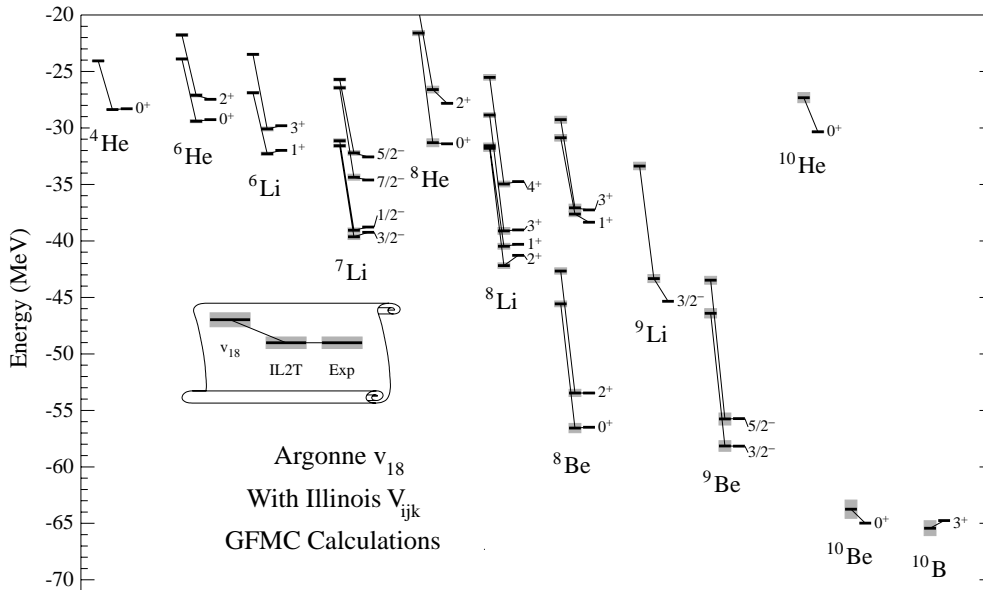 -20
-25
-30
-35
-40
-45
-50
-55
-60
-65
-70
Energy (MeV)
⁴He
0⁺
⁶He
2⁺
0⁺
⁶Li
3⁺
1⁺
⁷Li
5/2⁻
7/2⁻
1/2⁻
3/2⁻
⁸He
2⁺
0⁺
⁸Li
4⁺
3⁺
1⁺
2⁺
⁸Be
3⁺
1⁺
2⁺
0⁺
⁹Li
3/2⁻
⁹Be
5/2⁻
3/2⁻
¹⁰He
0⁺
¹⁰Be
0⁺
¹⁰B
3⁺
v₁₈
IL2T
Exp
Argonne v₁₈
With Illinois Vᵢⱼₖ
GFMC Calculations